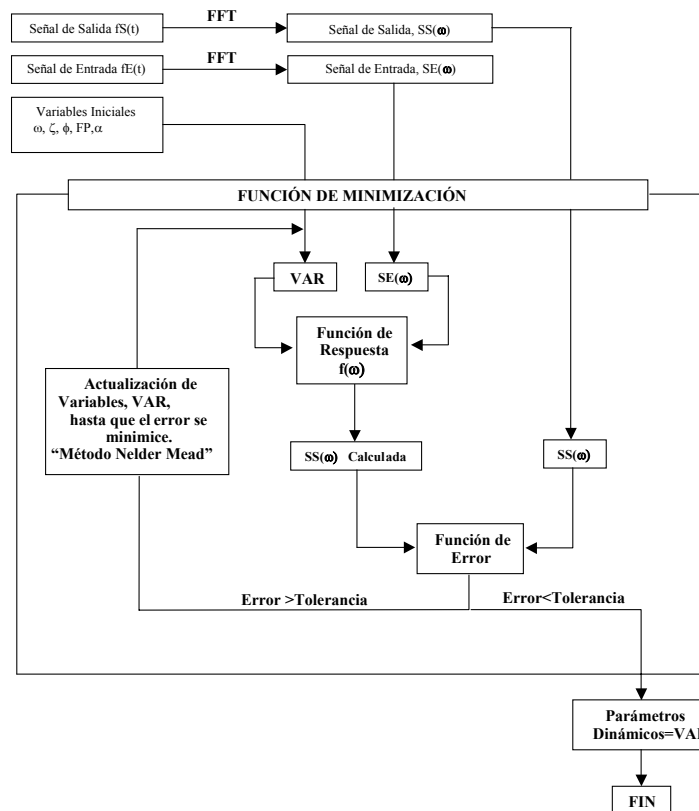 FFT
Señal de Salida fS(t)
Señal de Salida, SS(ω)
FFT
Señal de Entrada fE(t)
Señal de Entrada, SE(ω)
Variables Iniciales
ω, ζ, ϕ, FP,α
FUNCIÓN DE MINIMIZACIÓN
VAR
SE(ω)
Función de
Respuesta
f(ω)
Actualización de
Variables, VAR,
hasta que el error se
minimice.
“Método Nelder Mead”
SS(ω) Calculada
SS(ω)
Función de
Error
Error >Tolerancia
Error<Tolerancia
Parámetros
Dinámicos=VA
FIN